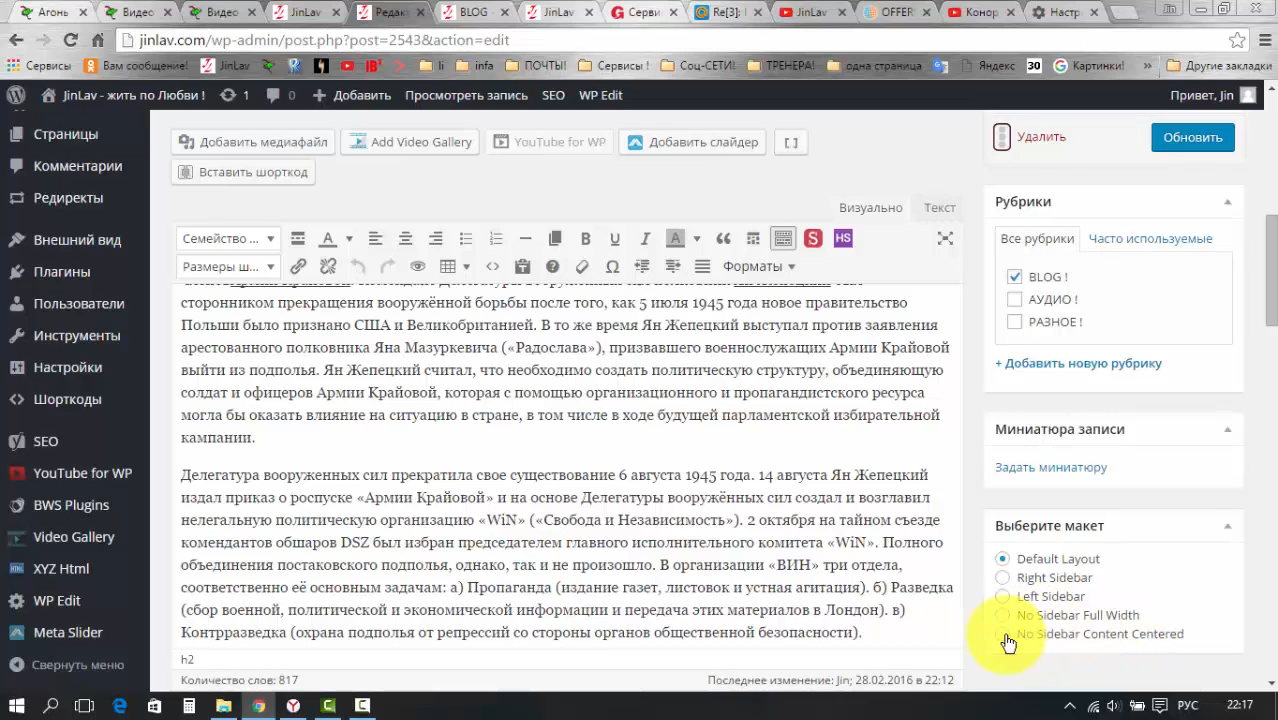 Агонь
Видео
Видео
JinLav
Редак
BLOG -
JinLav
Серви
Re[3]:
JinLav
OFFER
Конор
Настр
jinlav.com/wp-admin/post.php?post=2543&action=edit
Сервисы
Вам сообщение!
JinLav
li
infa
ПОЧТЫ!
Сервисы !
Соц-СЕТИ!
ТРЕНЕРА!
одна страница
Яндекс
30
Картинки!
»
Другие закладки
JinLav - жить по Любви !
1
0
Добавить
Просмотреть запись
SEO
WP Edit
Привет, Jin
Страницы
Комментарии
Редиректы
Внешний вид
Плагины
Пользователи
Инструменты
Настройки
Шорткоды
SEO
YouTube for WP
BWS Plugins
Video Gallery
XYZ Html
WP Edit
Meta Slider
Свернуть меню
Добавить медиафайл
Add Video Gallery
YouTube for WP
Добавить слайдер
[ ]
Вставить шорткод
Визуально
Текст
Семейство ...
Размеры ш...
Форматы
сторонником прекращения вооружённой борьбы после того, как 5 июля 1945 года новое правительство
Польши было признано США и Великобританией. В то же время Ян Жепецкий выступал против заявления
арестованного полковника Яна Мазуркевича («Радослава»), призвавшего военнослужащих Армии Крайовой
выйти из подполья. Ян Жепецкий считал, что необходимо создать политическую структуру, объединяющую
солдат и офицеров Армии Крайовой, которая с помощью организационного и пропагандистского ресурса
могла бы оказать влияние на ситуацию в стране, в том числе в ходе будущей парламентской избирательной
кампании.
Делегатура вооруженных сил прекратила свое существование 6 августа 1945 года. 14 августа Ян Жепецкий
издал приказ о роспуске «Армии Крайовой» и на основе Делегатуры вооружённых сил создал и возглавил
нелегальную политическую организацию «WiN» («Свобода и Независимость»). 2 октября на тайном съезде
комендантов обшаров DSZ был избран председателем главного исполнительного комитета «WiN». Полного
объединения постаковского подполья, однако, так и не произошло. В организации «ВИН» три отдела,
соответственно её основным задачам: а) Пропаганда (издание газет, листовок и устная агитация). б) Разведка
(сбор военной, политической и экономической информации и передача этих материалов в Лондон). в)
Контрразведка (охрана подполья от репрессий со стороны органов общественной безопасности).
h2
Количество слов: 817
Последнее изменение: Jin; 28.02.2016 в 22:12
Удалить
Обновить
Рубрики
Все рубрики
Часто используемые
BLOG !
АУДИО !
РАЗНОЕ !
+ Добавить новую рубрику
Миниатюра записи
Задать миниатюру
Выберите макет
Default Layout
Right Sidebar
Left Sidebar
No Sidebar Full Width
No Sidebar Content Centered
РУС
22:17